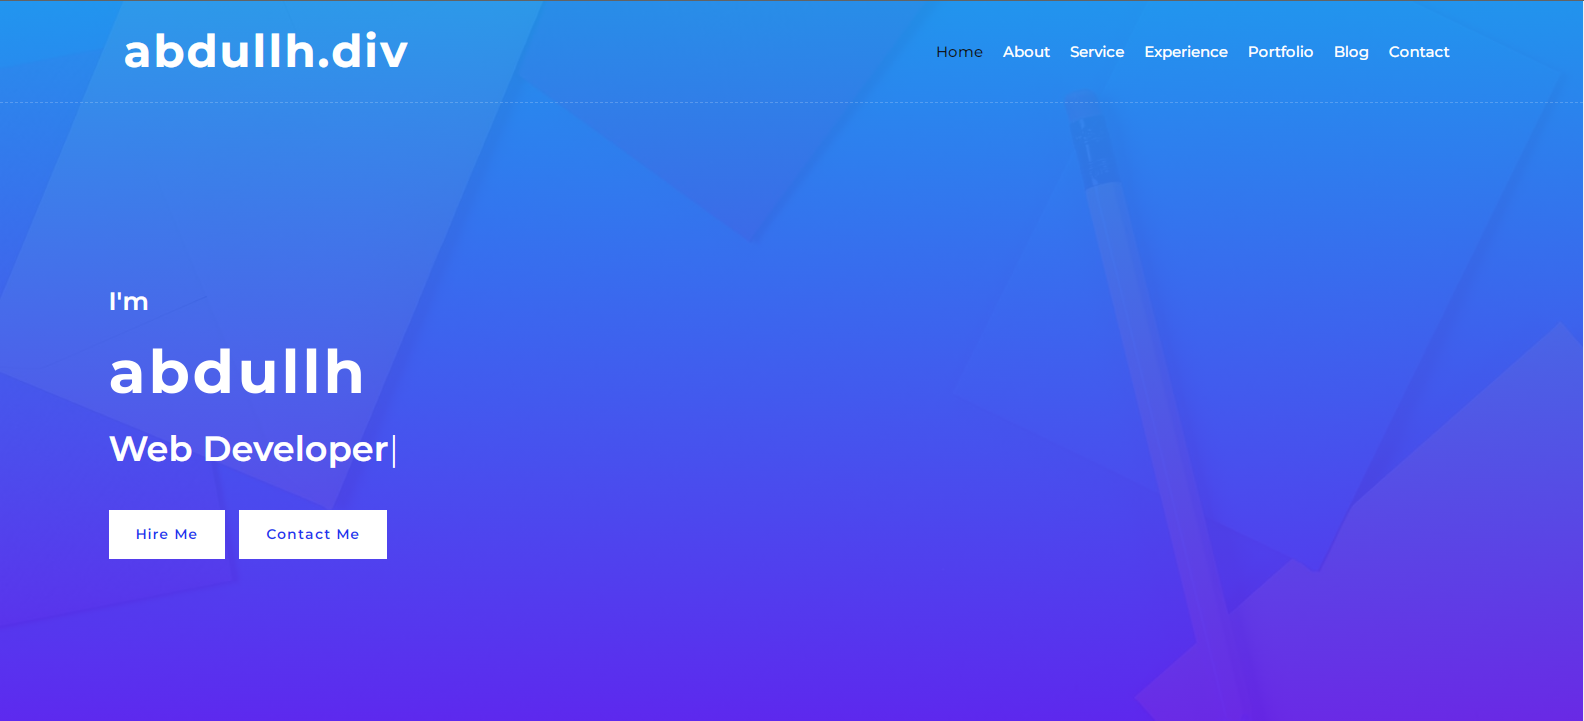 abdullh.div
Home About Service Experience Portfolio Blog Contact
I'm
abdullh
Web Developer
Hire Me Contact Me